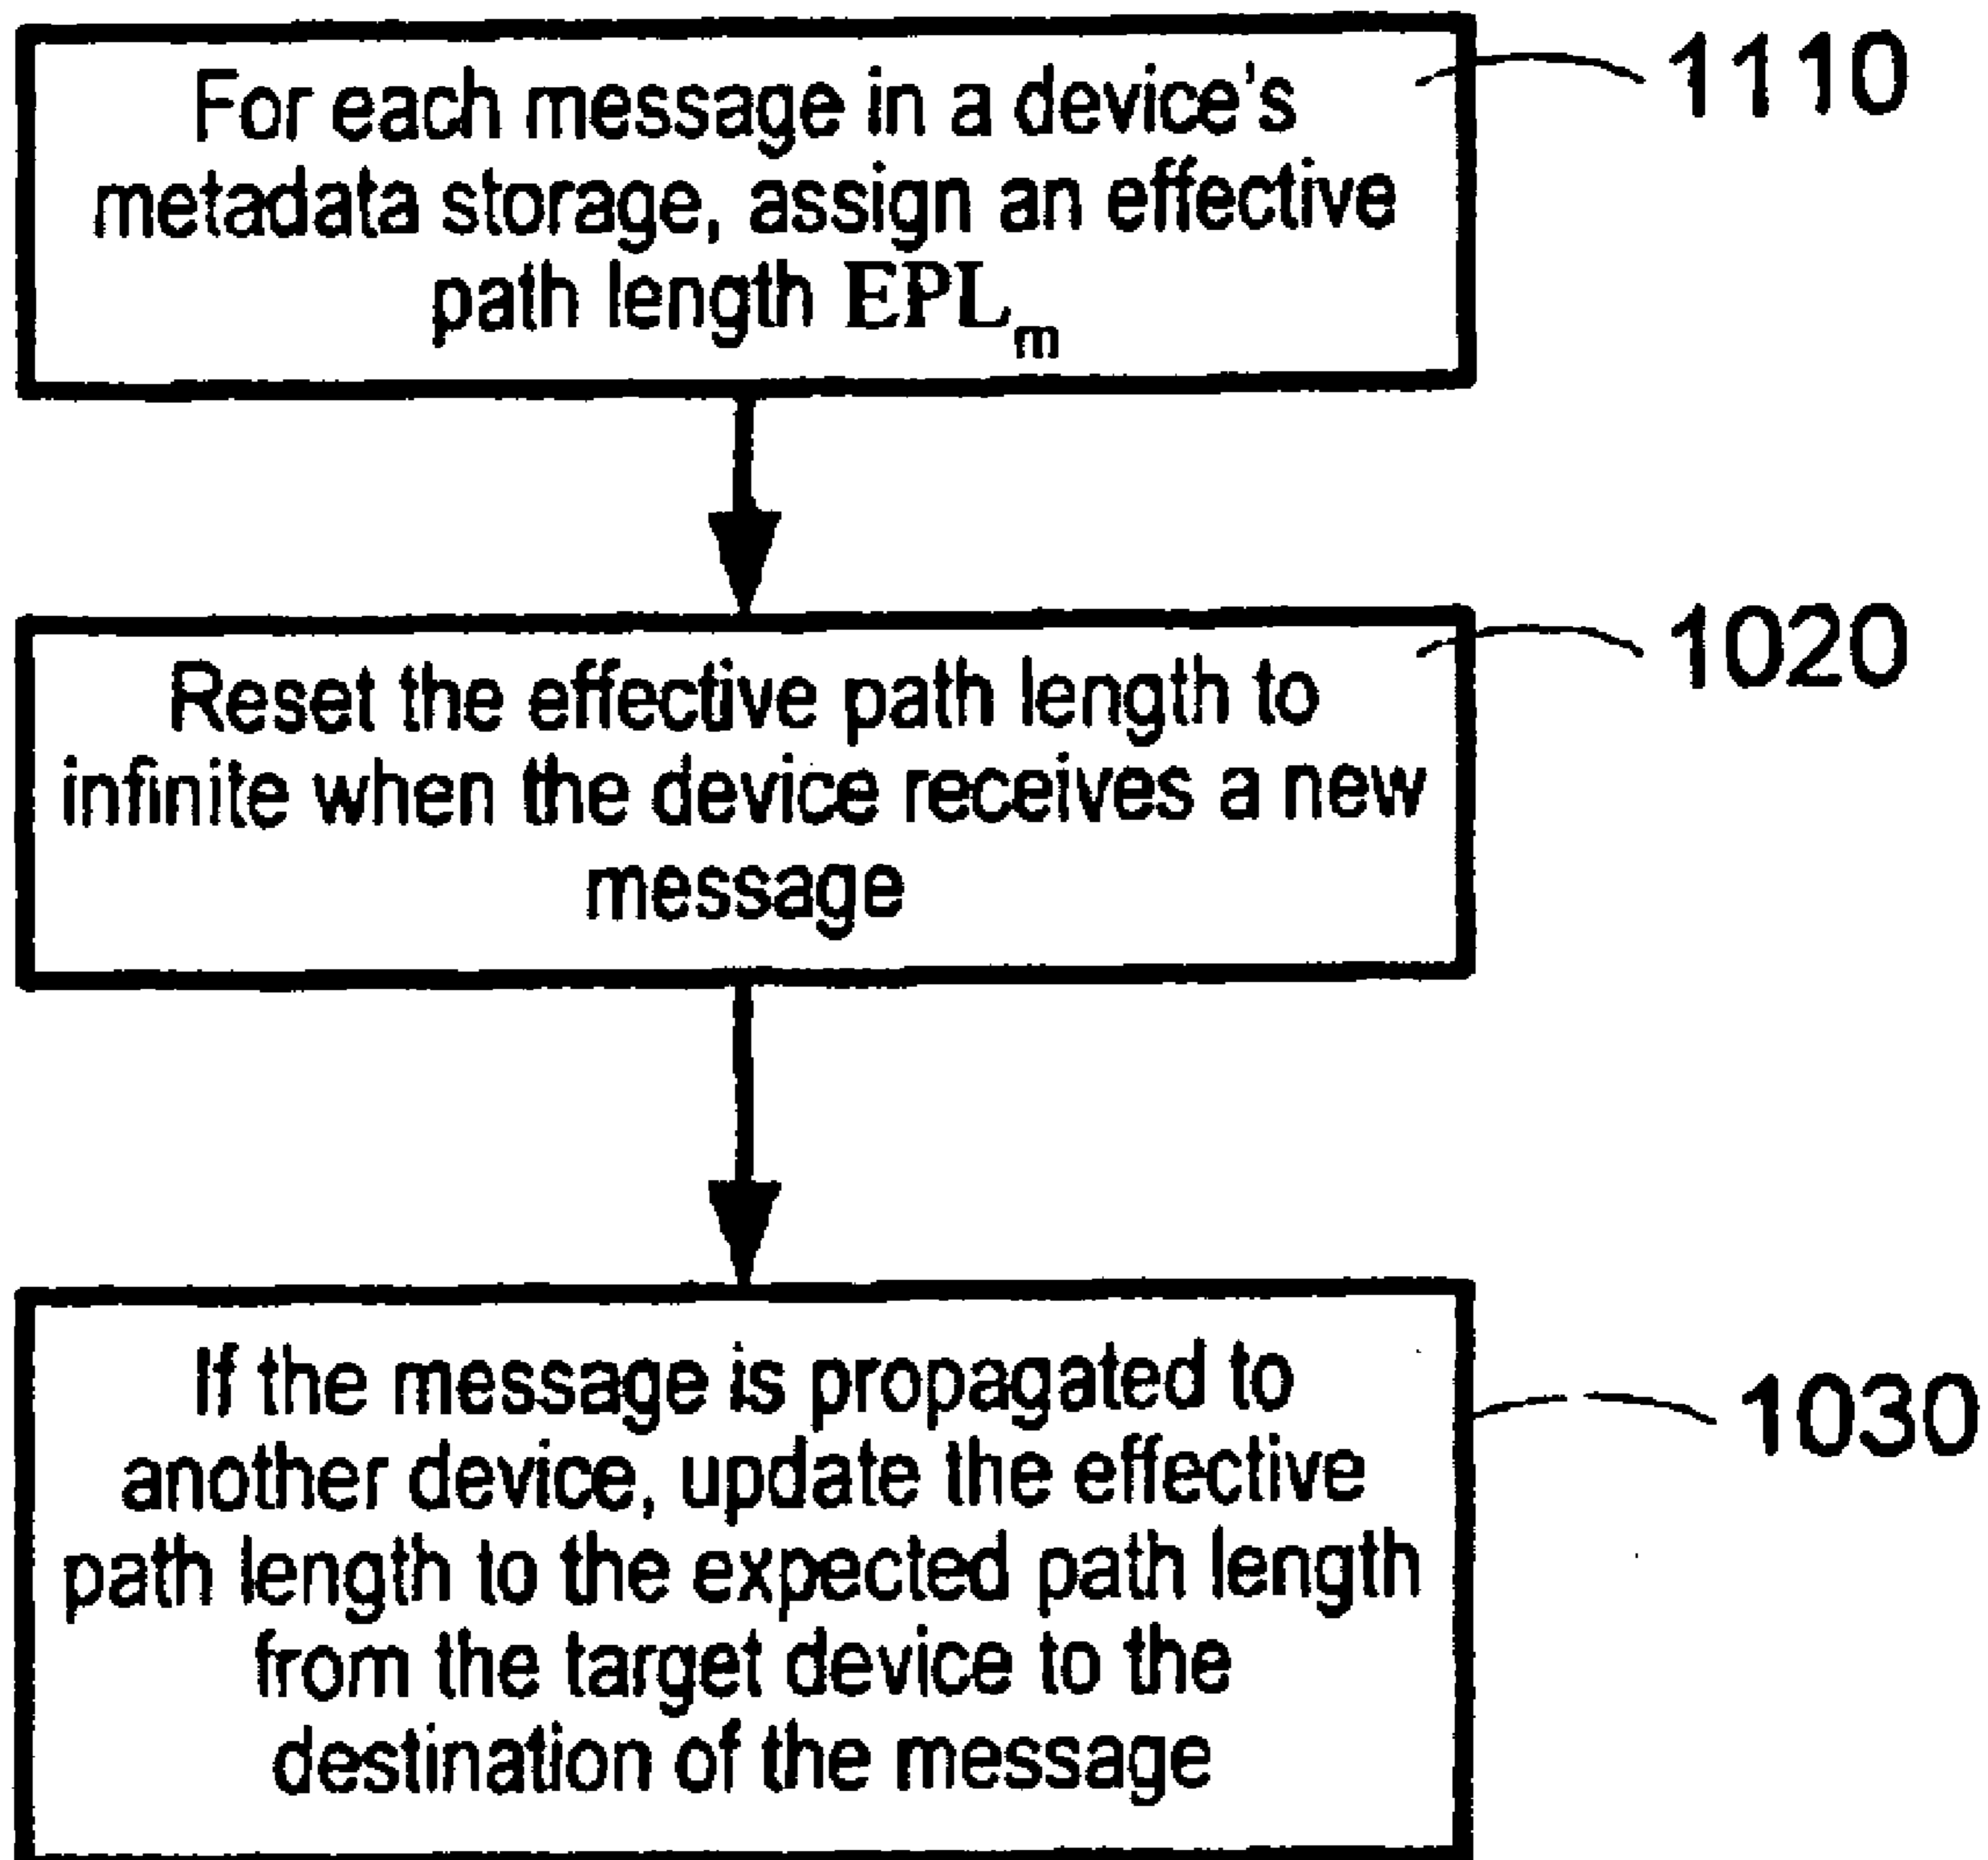 For each message in a device's
metadata storage, assign an effective
path length EPLm
1110
Reset the effective path length to
infinite when the device receives a new
message
1020
If the message is propagated to
another device, update the effective
path length to the expected path length
from the target device to the
destination of the message
1030